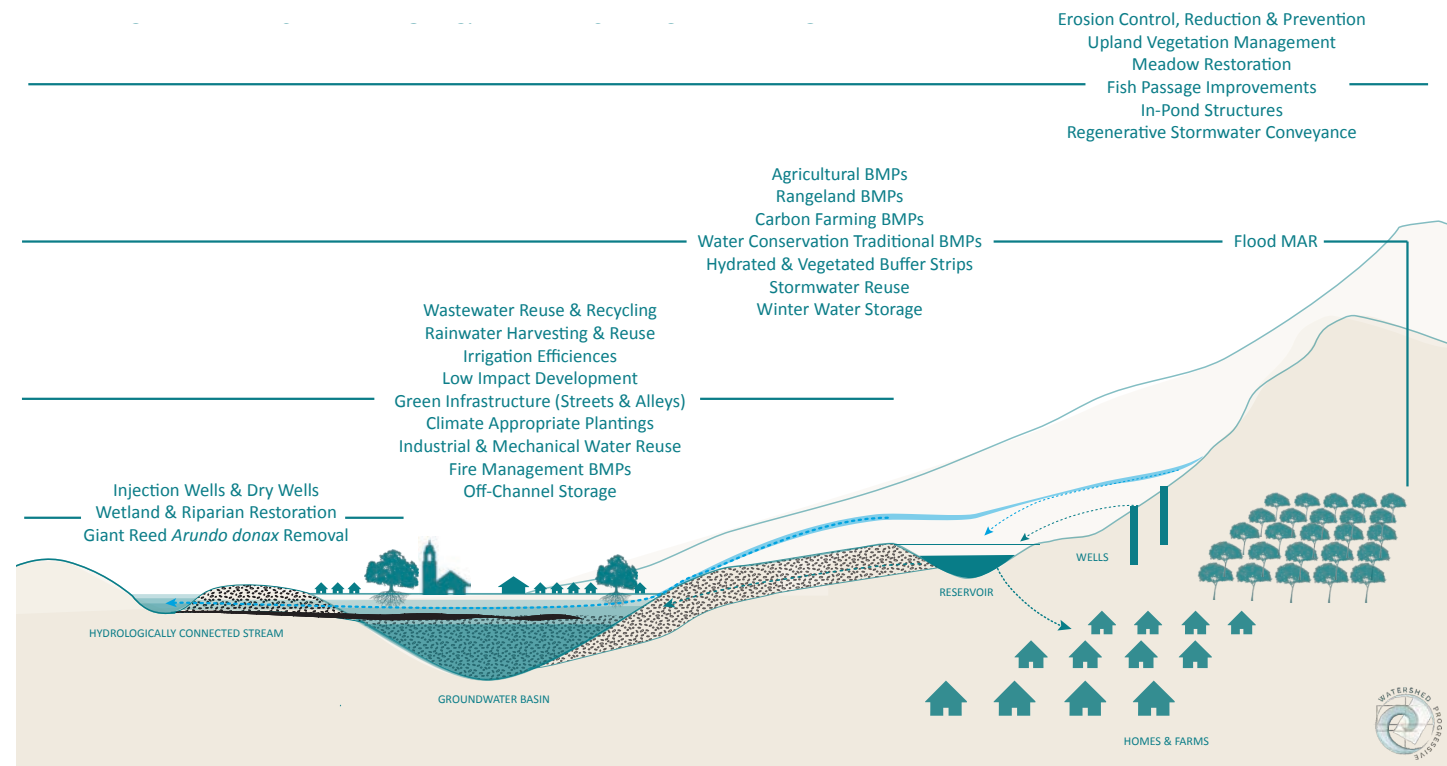 Erosion Control, Reduction & Prevention
Upland Vegetation Management
Meadow Restoration
Fish Passage Improvements
In-Pond Structures
Regenerative Stormwater Conveyance
Agricultural BMPs
Rangeland BMPs
Carbon Farming BMPs
Water Conservation Traditional BMPs
Hydrated & Vegetated Buffer Strips
Stormwater Reuse
Winter Water Storage
Flood MAR
Wastewater Reuse & Recycling
Rainwater Harvesting & Reuse
Irrigation Efficiences
Low Impact Development
Green Infrastructure (Streets & Alleys)
Climate Appropriate Plantings
Industrial & Mechanical Water Reuse
Fire Management BMPs
Off-Channel Storage
Injection Wells & Dry Wells
Wetland & Riparian Restoration
Giant Reed Arundo donax Removal
WELLS
RESERVOIR
HYDROLOGICALLY CONNECTED STREAM
GROUNDWATER BASIN
HOMES & FARMS
WATERSHED PROGRESSIVE